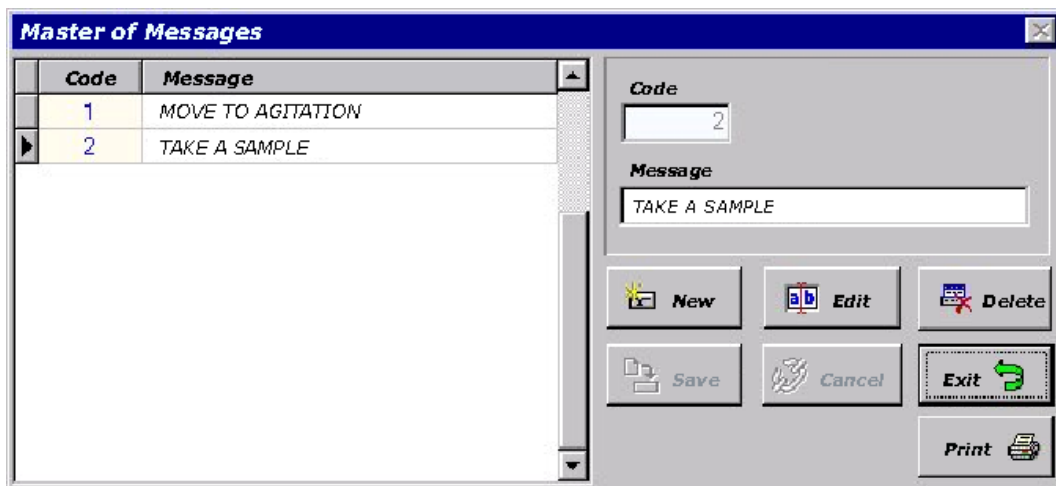 Master of Messages
Code Message
1 MOVE TO AGITATION
2 TAKE A SAMPLE
Code
2
Message
TAKE A SAMPLE
New
ab Edit
Delete
Save
Cancel
Exit
Print